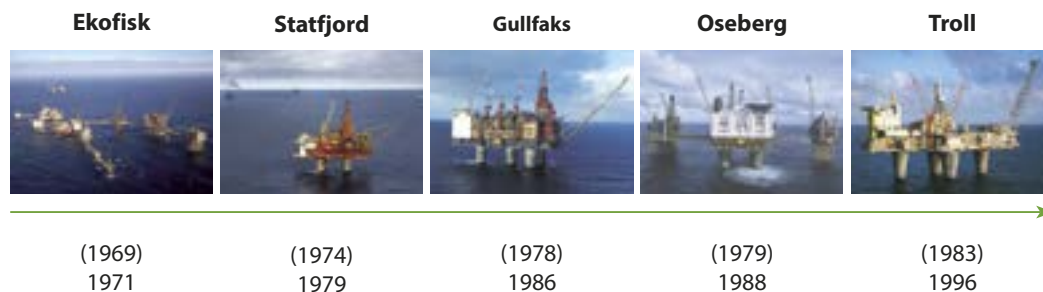 Ekofisk
Statfjord
Gullfaks
Oseberg
Troll
(1969)
(1974)
(1978)
(1979)
(1983)
1971
1979
1986
1988
1996